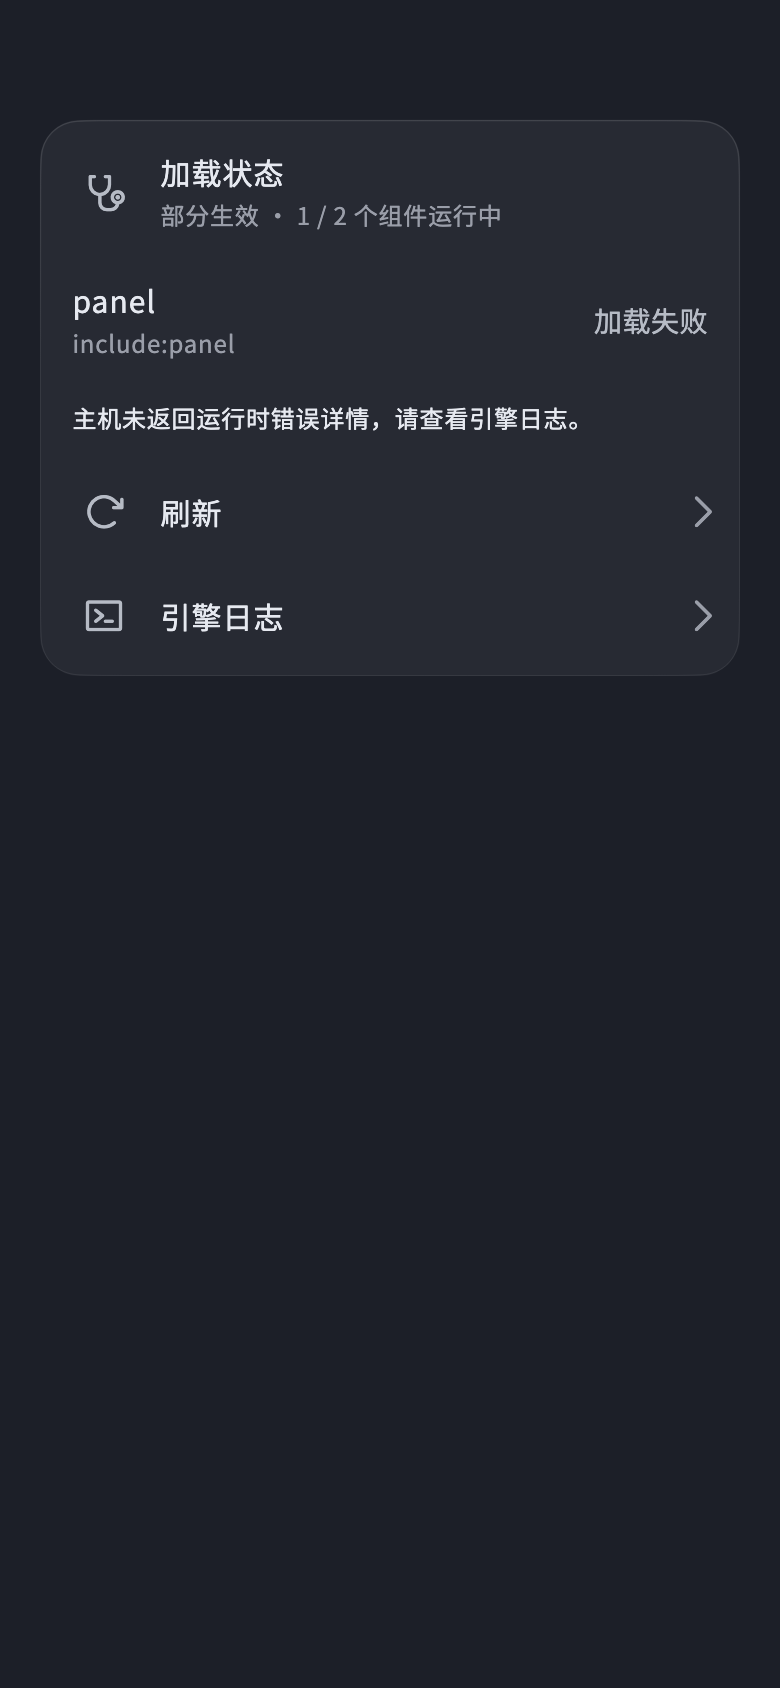 加载状态
部分生效 · 1 / 2 个组件运行中
panel
include:panel
加载失败
主机未返回运行时错误详情，请查看引擎日志。
刷新
引擎日志